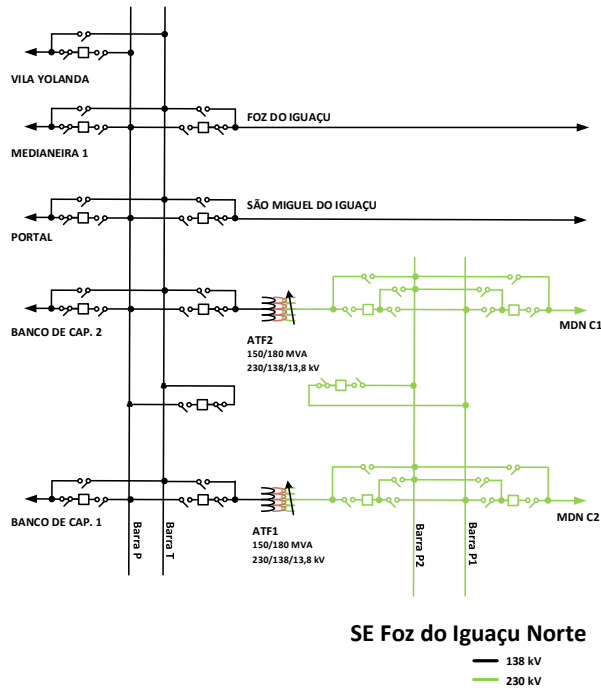 VILA YOLANDA
FOZ DO IGUAÇU
MEDIANEIRA 1
SÃO MIGUEL DO IGUAÇU
PORTAL
BANCO DE CAP. 2
ATF2
150/180 MVA
230/138/13,8 kV
MDN C1
BANCO DE CAP. 1
ATF1
150/180 MVA
230/138/13,8 kV
MDN C2
Barra P
Barra T
Barra P2
Barra P1
SE Foz do Iguaçu Norte
138 kV
230 kV